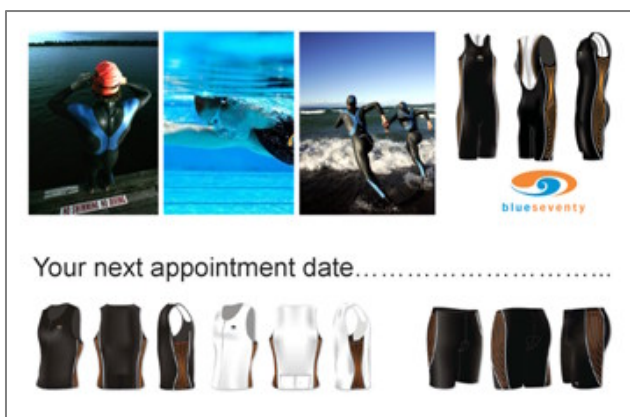 NO SWIMMING NO DIVING
blueseventy
Your next appointment date……………………………...